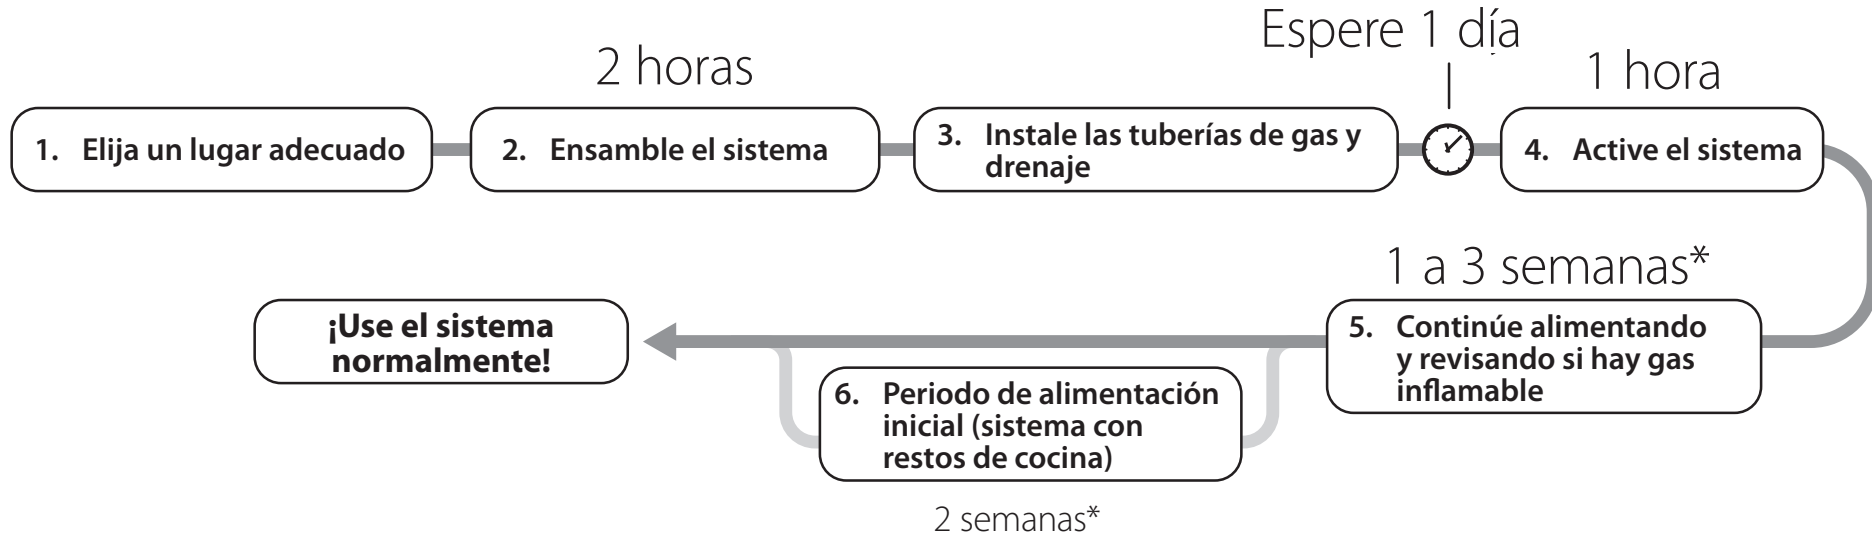 Espere 1 día
2 horas
1 hora
1. Elija un lugar adecuado
2. Ensamble el sistema
3. Instale las tuberías de gas y
drenaje
4. Active el sistema
1 a 3 semanas*
5. Continúe alimentando
y revisando si hay gas
inflamable
¡Use el sistema
normalmente!
6. Periodo de alimentación
inicial (sistema con
restos de cocina)
2 semanas*